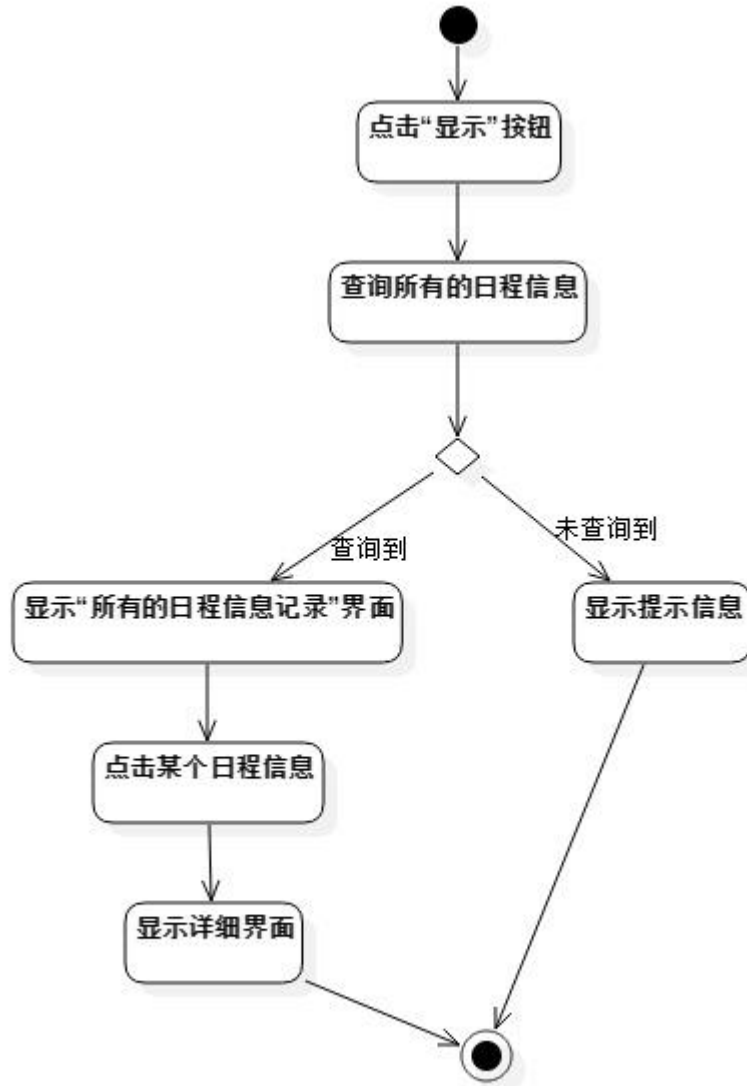 点击“显示”按钮
查询所有的日程信息
查询到
未查询到
显示“所有的日程信息记录”界面
显示提示信息
点击某个日程信息
显示详细界面